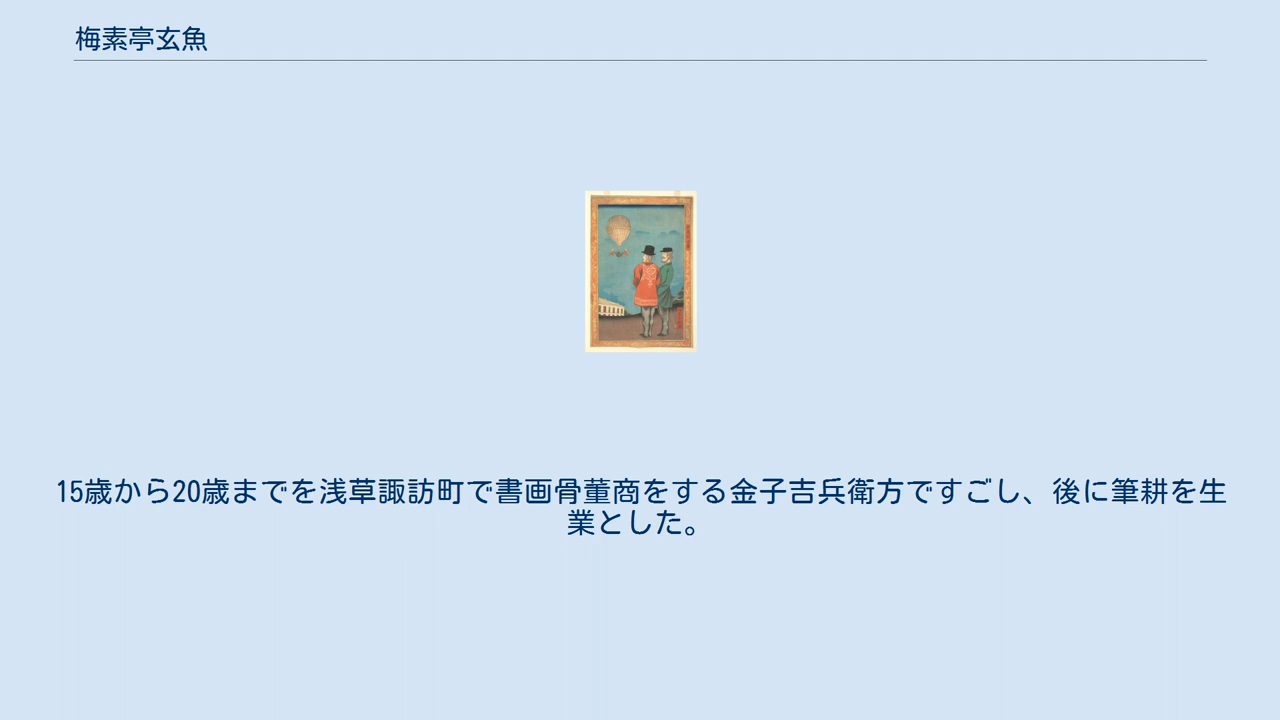 梅素亭玄魚
15歳から20歳までを浅草諏訪町で書画骨董商をする金子吉兵衛方ですごし、後に筆耕を生
業とした。